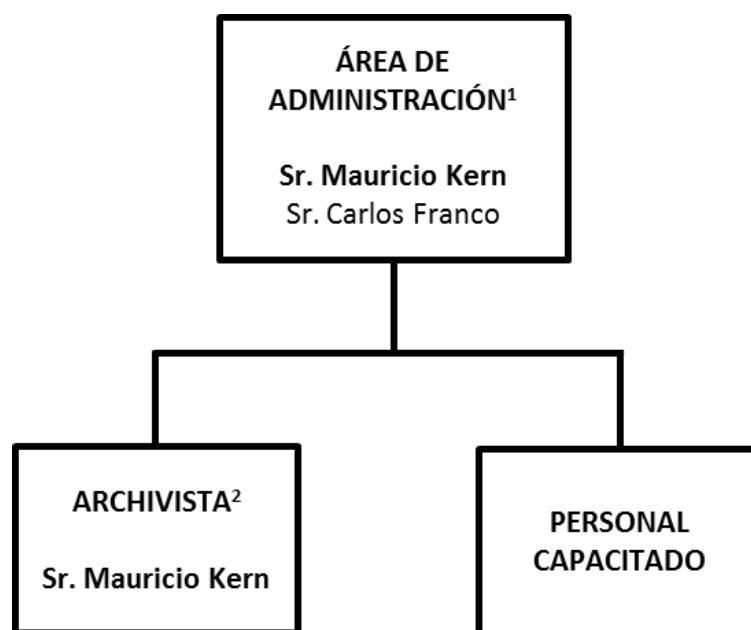 ÁREA DE
ADMINISTRACIÓN¹
Sr. Mauricio Kern
Sr. Carlos Franco
ARCHIVISTA²
Sr. Mauricio Kern
PERSONAL
CAPACITADO